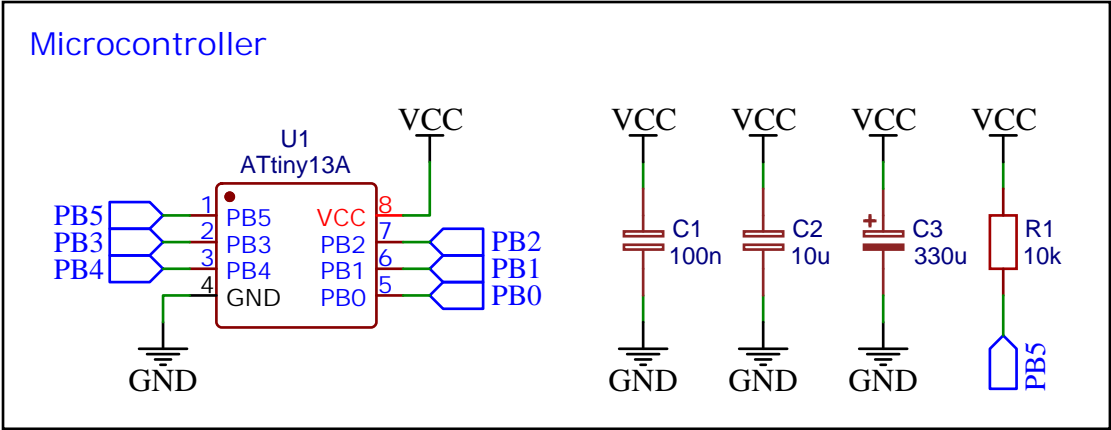 Microcontroller
U1
ATtiny13A
VCC
PB5 1 PB5 VCC 8
PB3 2 PB3 PB2 7 PB2
PB4 3 PB4 PB1 6 PB1
4 GND PB0 5 PB0
GND
VCC
C1
100n
GND
VCC
C2
10u
GND
VCC
+
C3
330u
GND
VCC
R1
10k
PB5